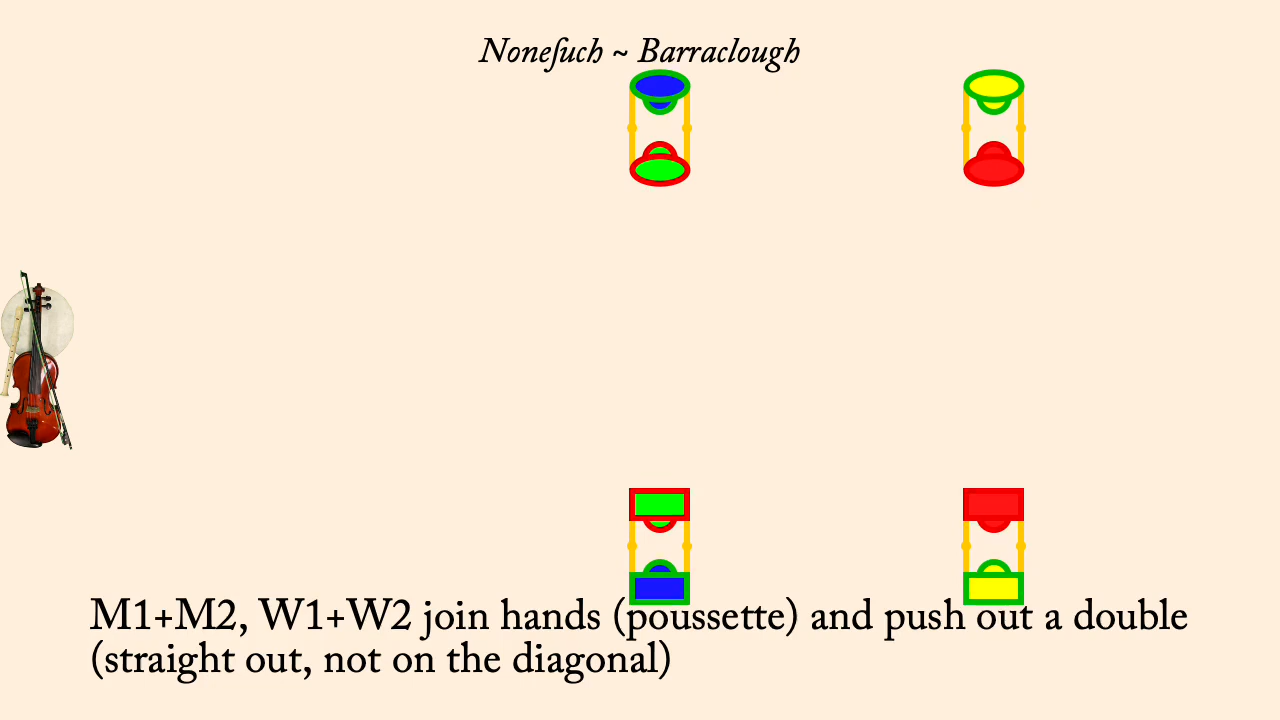 Noneſuch ~ Barraclough
M1+M2, W1+W2 join hands (poussette) and push out a double
(straight out, not on the diagonal)